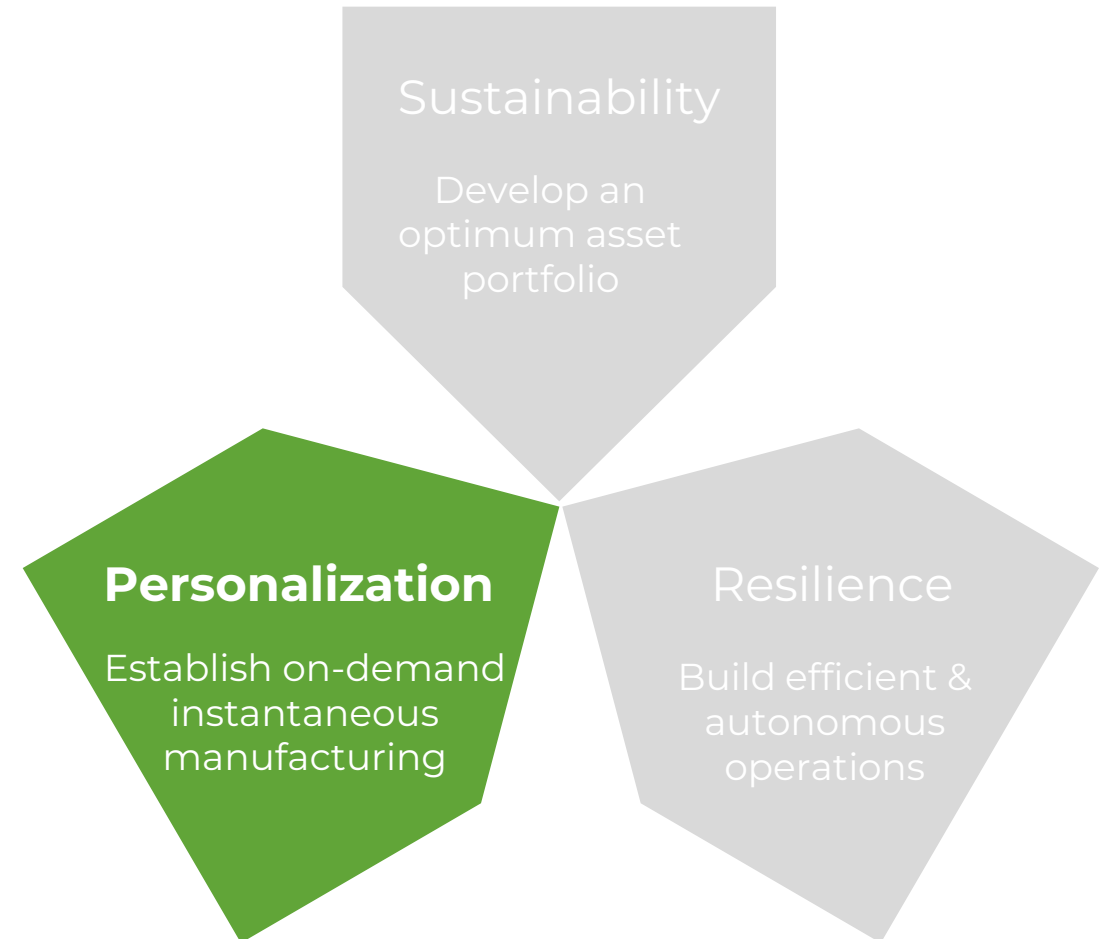 Sustainability
Develop an
optimum asset
portfolio
Personalization
Establish on-demand
instantaneous
manufacturing
Resilience
Build efficient &
autonomous
operations